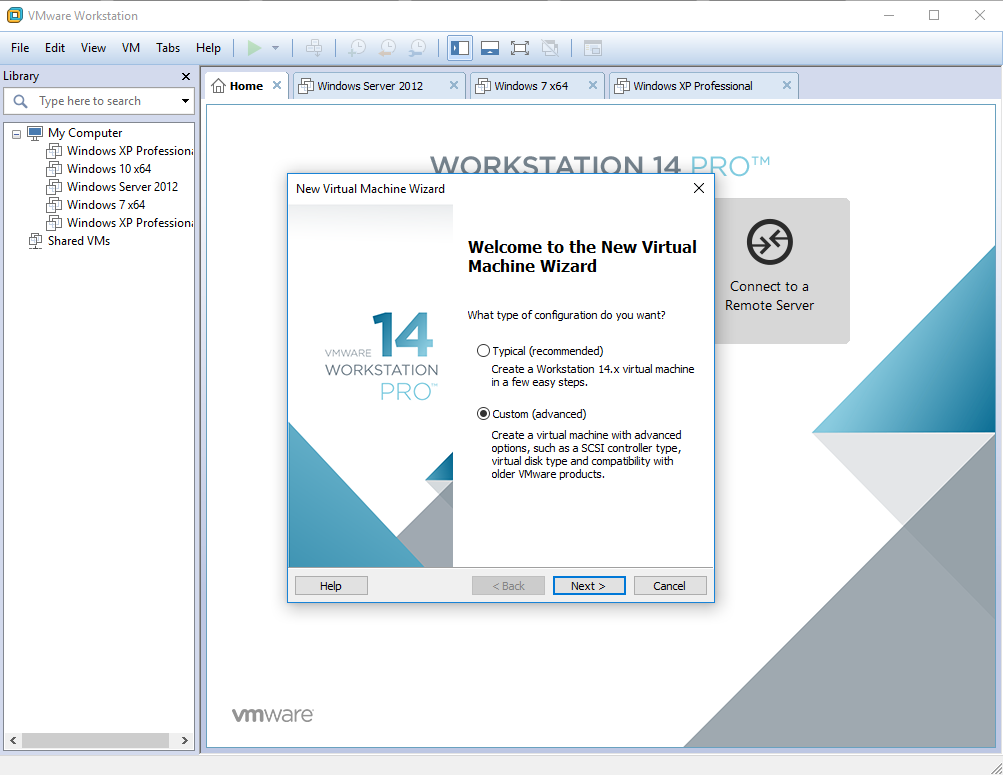 VMware Workstation
File Edit View VM Tabs Help
Library
Type here to search
My Computer
Windows XP Professiona
Windows 10 x64
Windows Server 2012
Windows 7 x64
Windows XP Professiona
Shared VMs
Home
Windows Server 2012
Windows 7 x64
Windows XP Professional
WORKSTATION 14 PRO™
Connect to a
Remote Server
New Virtual Machine Wizard
VMWARE 14
WORKSTATION
PRO™
Welcome to the New Virtual
Machine Wizard
What type of configuration do you want?
Typical (recommended)
Create a Workstation 14.x virtual machine
in a few easy steps.
Custom (advanced)
Create a virtual machine with advanced
options, such as a SCSI controller type,
virtual disk type and compatibility with
older VMware products.
Help
< Back
Next >
Cancel
vmware